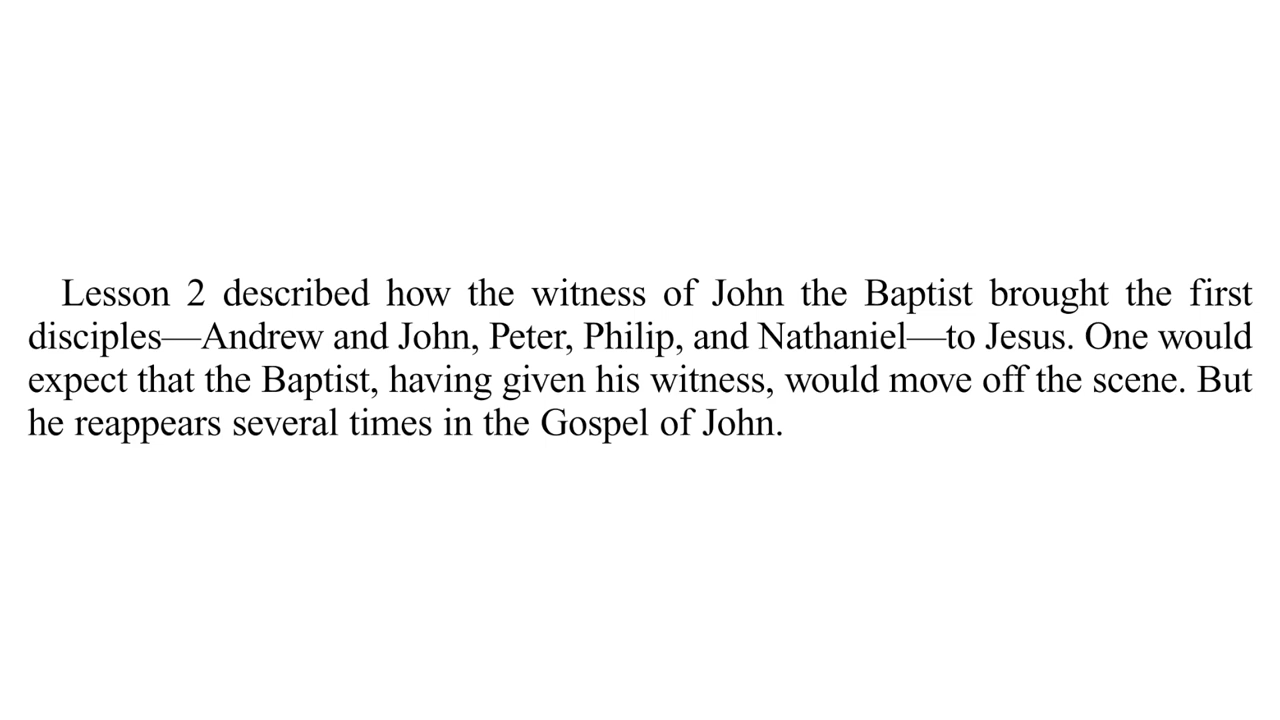 Lesson 2 described how the witness of John the Baptist brought the first
disciples—Andrew and John, Peter, Philip, and Nathaniel—to Jesus. One would
expect that the Baptist, having given his witness, would move off the scene. But
he reappears several times in the Gospel of John.